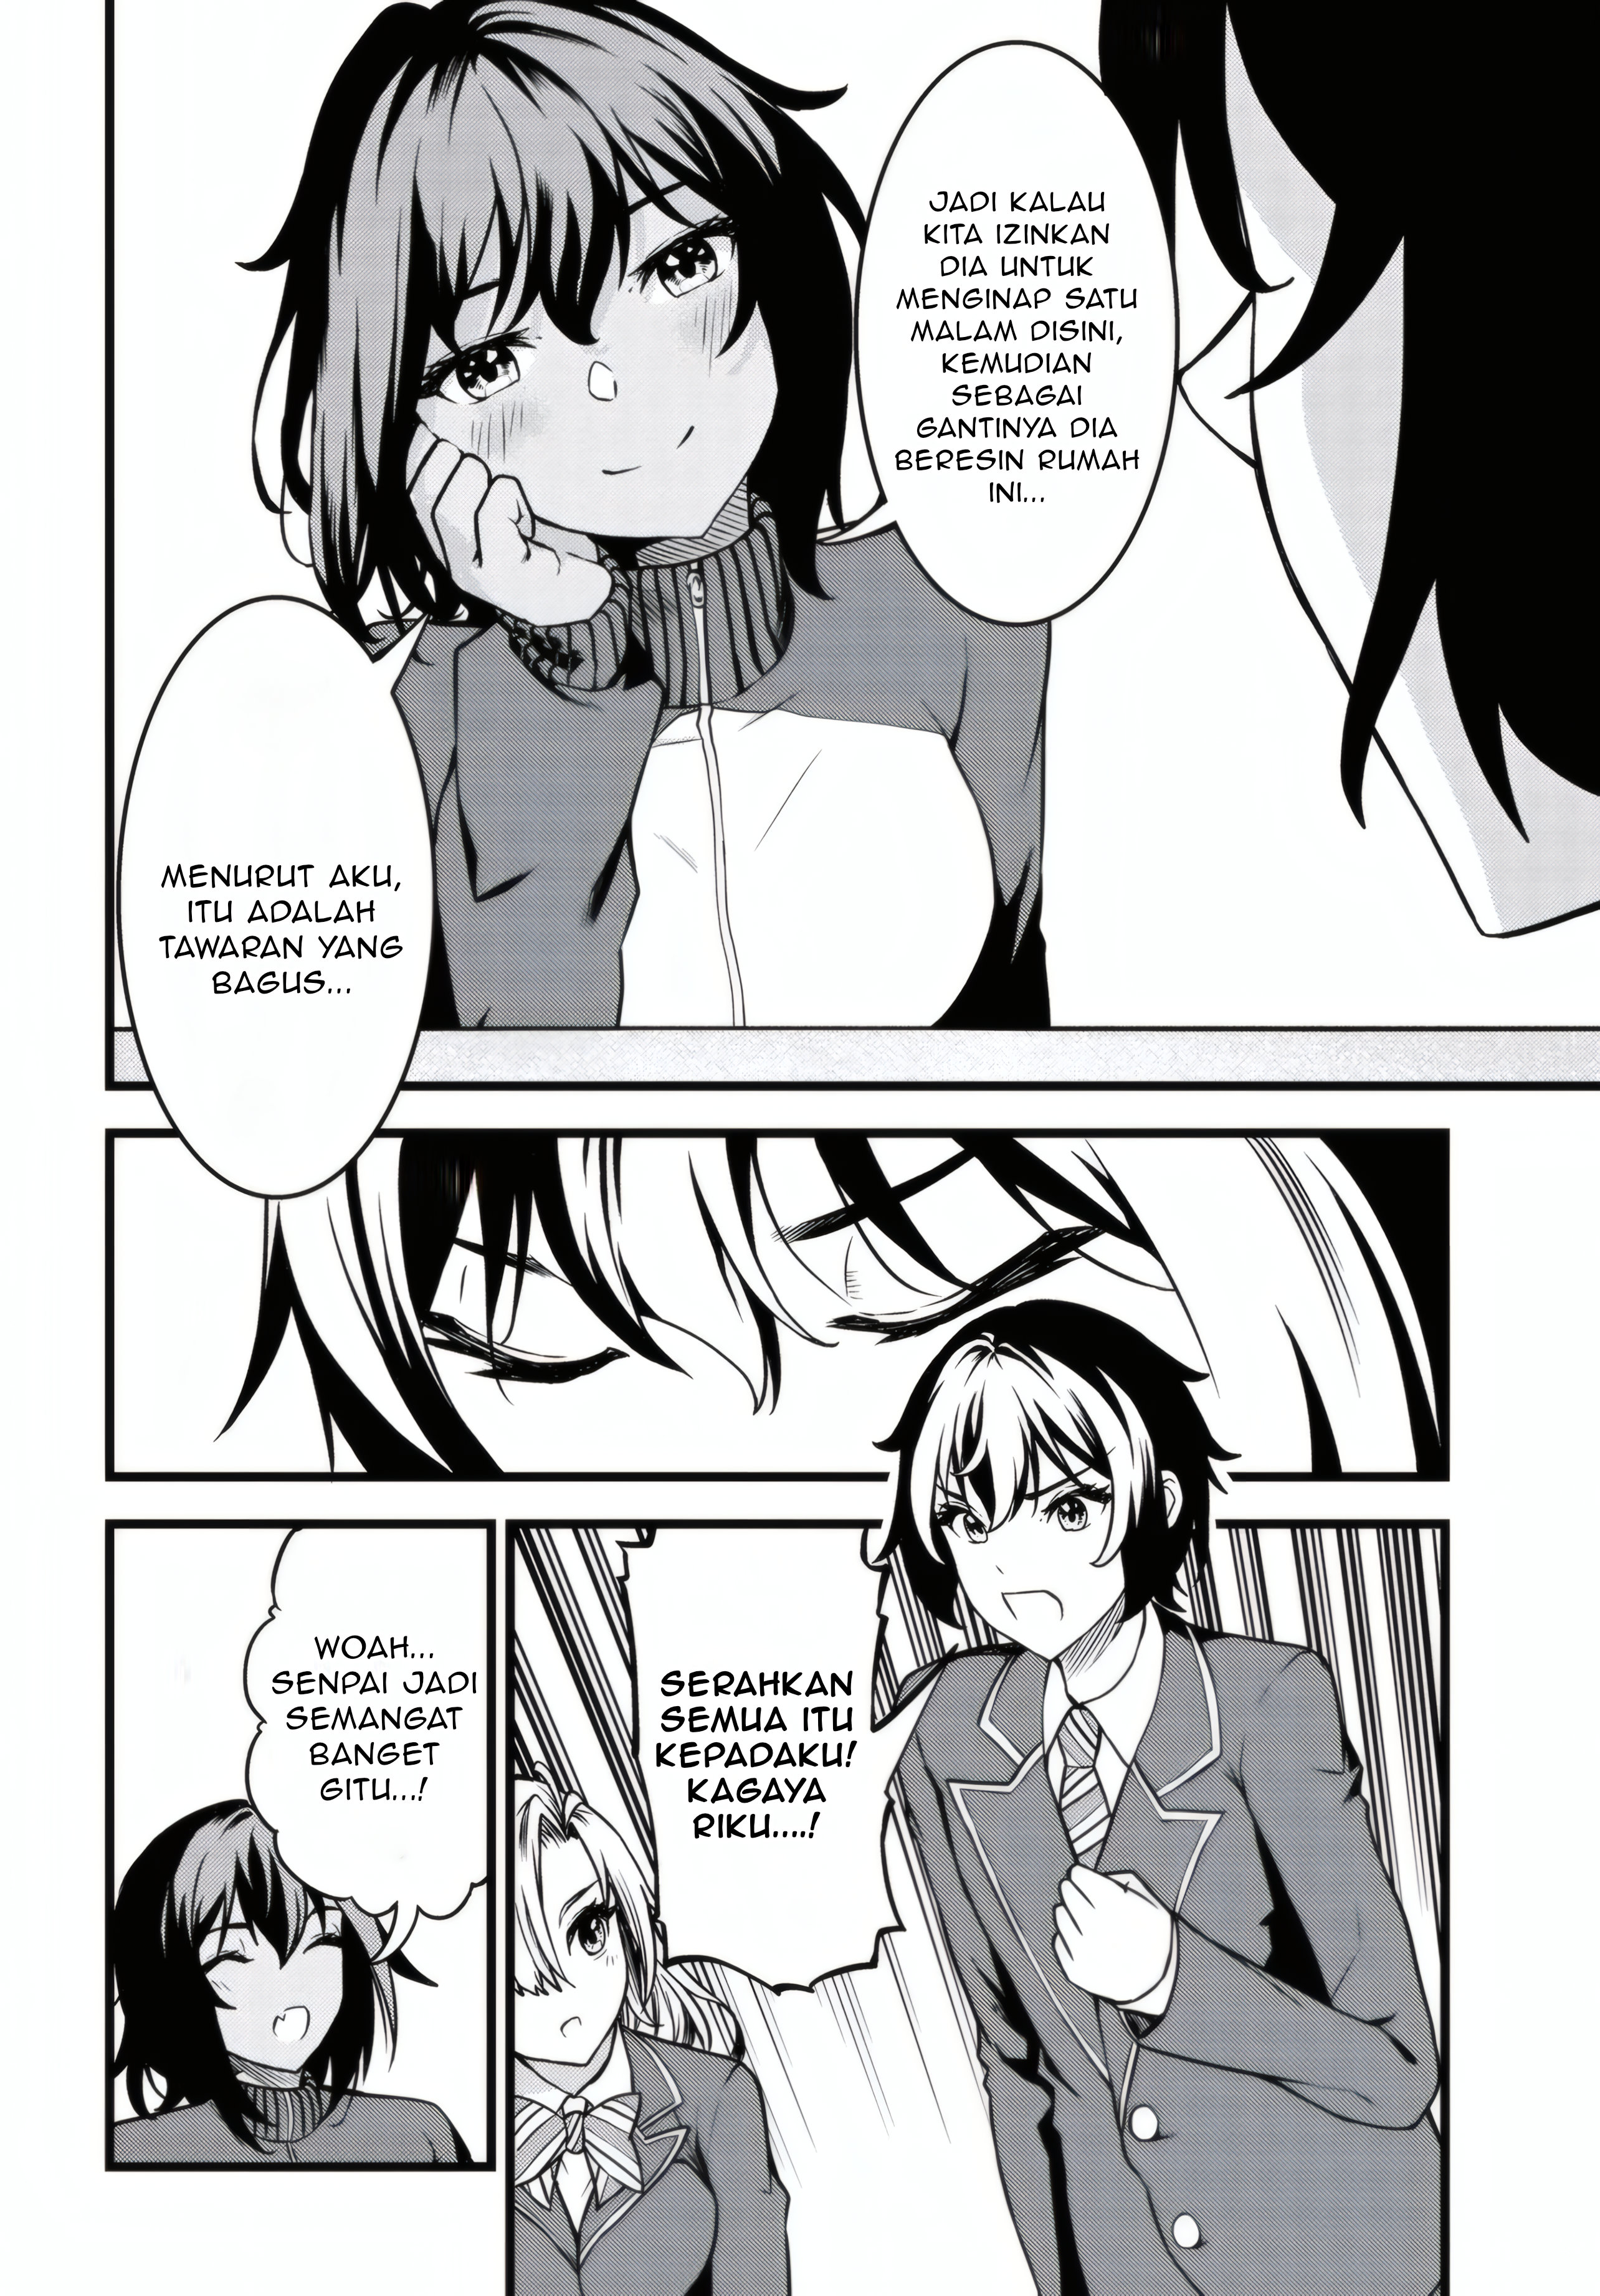 JADI KALAU
KITA IZINKAN
DIA UNTUK
MENGINAP SATU
MALAM DISINI,
KEMUDIAN
SEBAGAI
GANTINYA DIA
BERESIN RUMAH
INI...
MENURUT AKU,
ITU ADALAH
TAWARAN YANG
BAGUS...
SERAHKAN
SEMUA ITU
KEPADAKU!
KAGAYA
RIKU....!
WOAH...
SENPAI JADI
SEMANGAT
BANGET
GITU...!